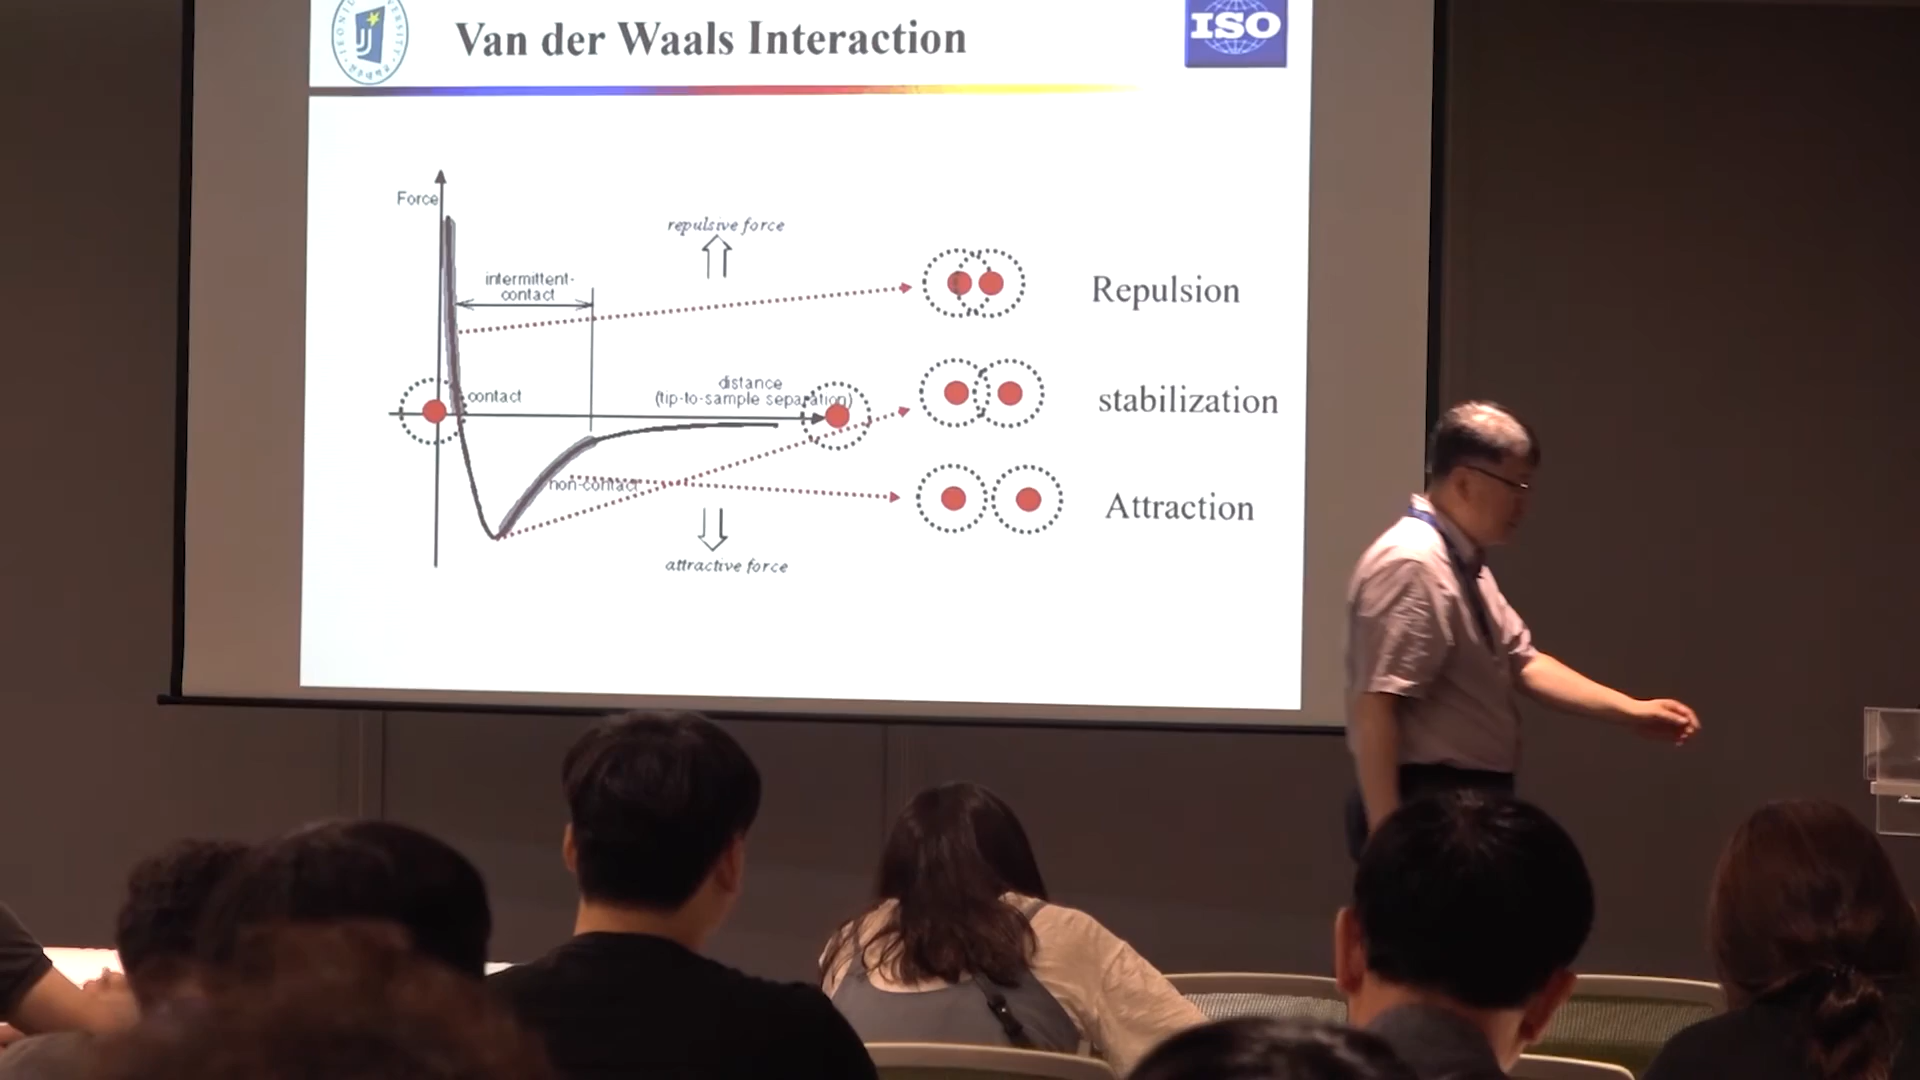 Van der Waals Interaction
ISO
Force
repulsive force
intermittent-
contact
Repulsion
contact
distance
(tip-to-sample separation)
stabilization
non-contact
Attraction
attractive force